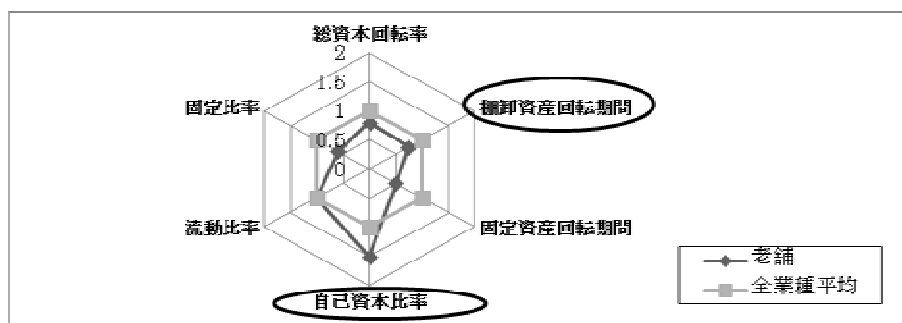 総資本回転率
2
1.5
1
0.5
0
固定比率
棚卸資産回転期間
流動比率
固定資産回転期間
自己資本比率
老舗
全業種平均